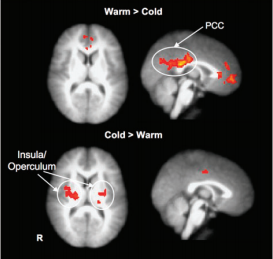 Warm > Cold
PCC
Cold > Warm
Insula/
Operculum
R